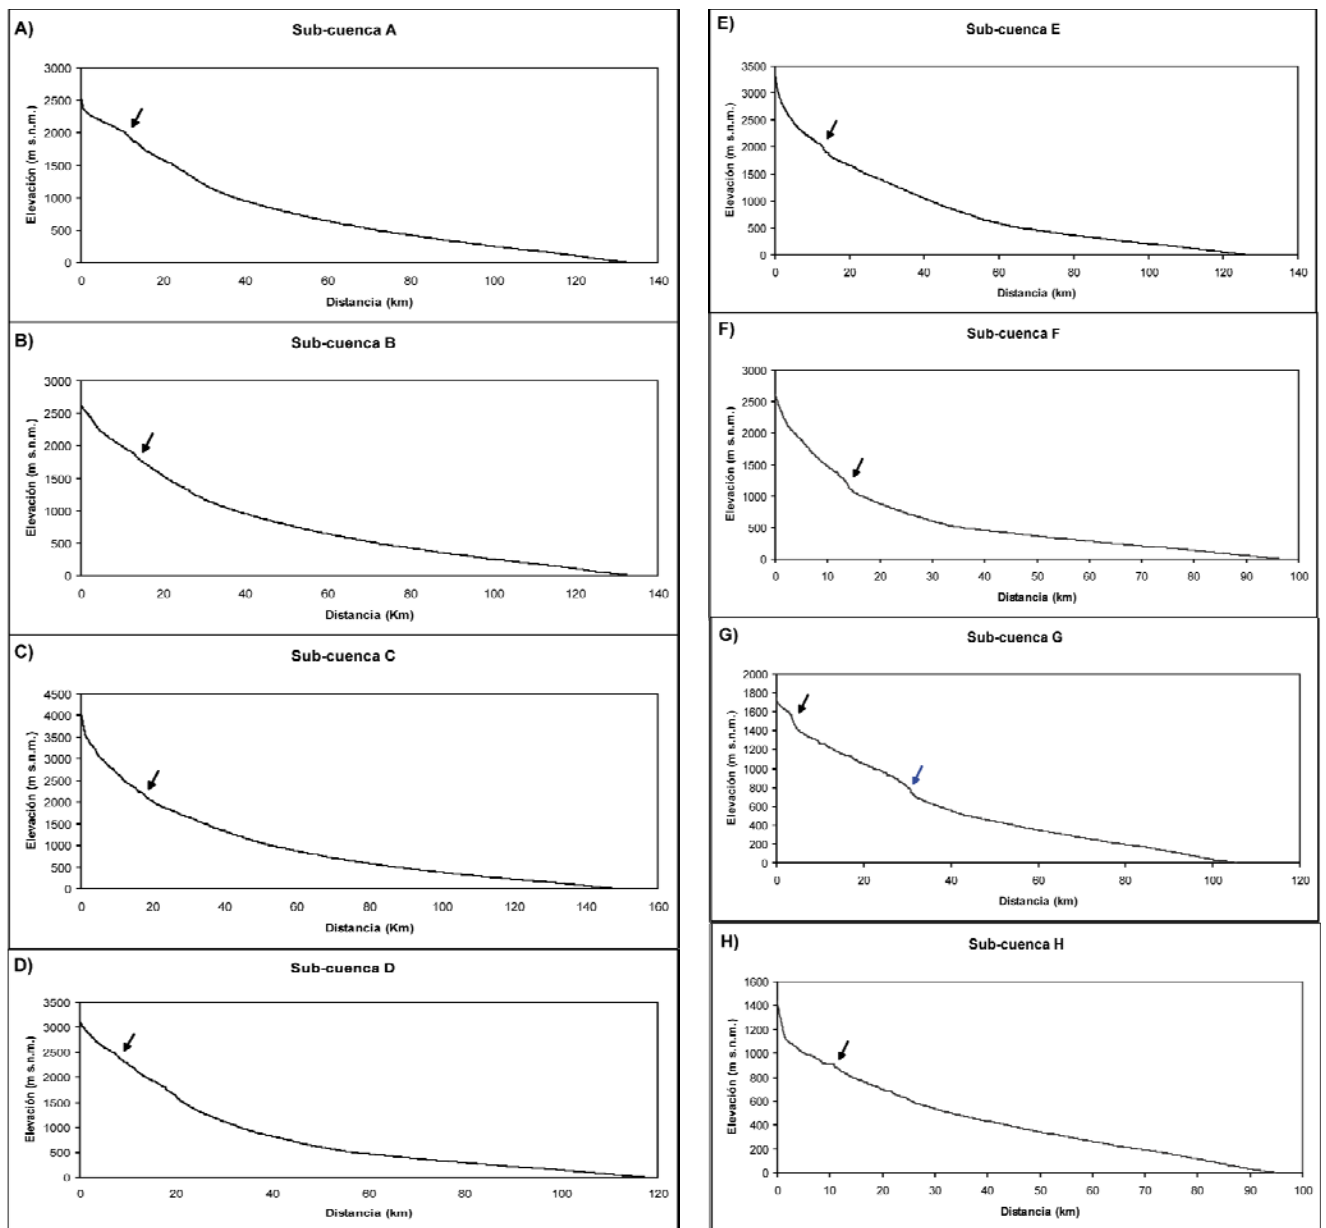 A)
Sub-cuenca A
Elevación (m s.n.m.)
3000
2500
2000
1500
1000
500
0
0 20 40 60 80 100 120 140
Distancia (km)
B)
Sub-cuenca B
Elevación (m s.n.m.)
3000
2500
2000
1500
1000
500
0
0 20 40 60 80 100 120 140
Distancia (Km)
C)
Sub-cuenca C
Elevación (m s.n.m.)
4500
4000
3500
3000
2500
2000
1500
1000
500
0
0 20 40 60 80 100 120 140 160
Distancia (Km)
D)
Sub-cuenca D
Elevación (m s.n.m.)
3500
3000
2500
2000
1500
1000
500
0
0 20 40 60 80 100 120
Distancia (km)
E)
Sub-cuenca E
Elevación (m s.n.m.)
3500
3000
2500
2000
1500
1000
500
0
0 20 40 60 80 100 120 140
Distancia (km)
F)
Sub-cuenca F
Elevación (m s.n.m.)
3000
2500
2000
1500
1000
500
0
0 10 20 30 40 50 60 70 80 90 100
Distancia (km)
G)
Sub-cuenca G
Elevación (m s.n.m.)
2000
1800
1600
1400
1200
1000
800
600
400
200
0
0 20 40 60 80 100 120
Distancia (km)
H)
Sub-cuenca H
Elevación (m s.n.m.)
1600
1400
1200
1000
800
600
400
200
0
0 10 20 30 40 50 60 70 80 90 100
Distancia (km)